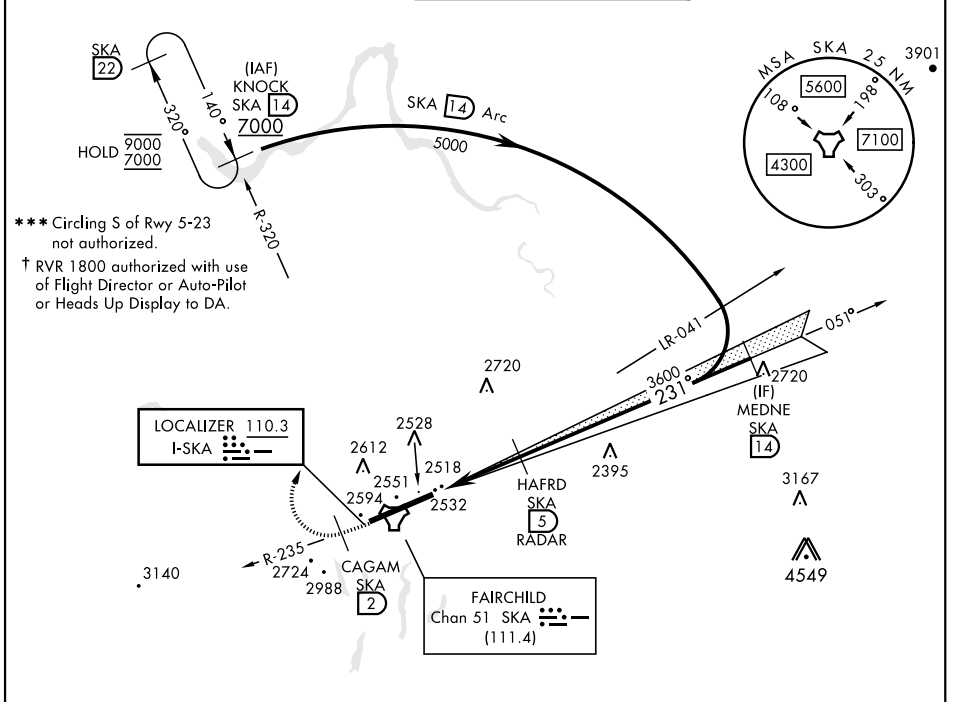 SKA
22
(IAF)
KNOCK
SKA 14
7000
140°
320°
HOLD 9000
7000
R-320
SKA 14 Arc
5000
MSA SKA 25 NM
3901
5600
108°
198°
7100
4300
303°
*** Circling S of Rwy 5-23
not authorized.
† RVR 1800 authorized with use
of Flight Director or Auto-Pilot
or Heads Up Display to DA.
LR-041
051°
3600
231°
2720
2720
(IF)
MEDNE
SKA
14
LOCALIZER 110.3
I-SKA
2528
2612
2551
2518
2594
2532
2395
HAFRD
SKA
5
RADAR
3167
4549
R-235
2724
2988
3140
CAGAM
SKA
2
FAIRCHILD
Chan 51 SKA
(111.4)